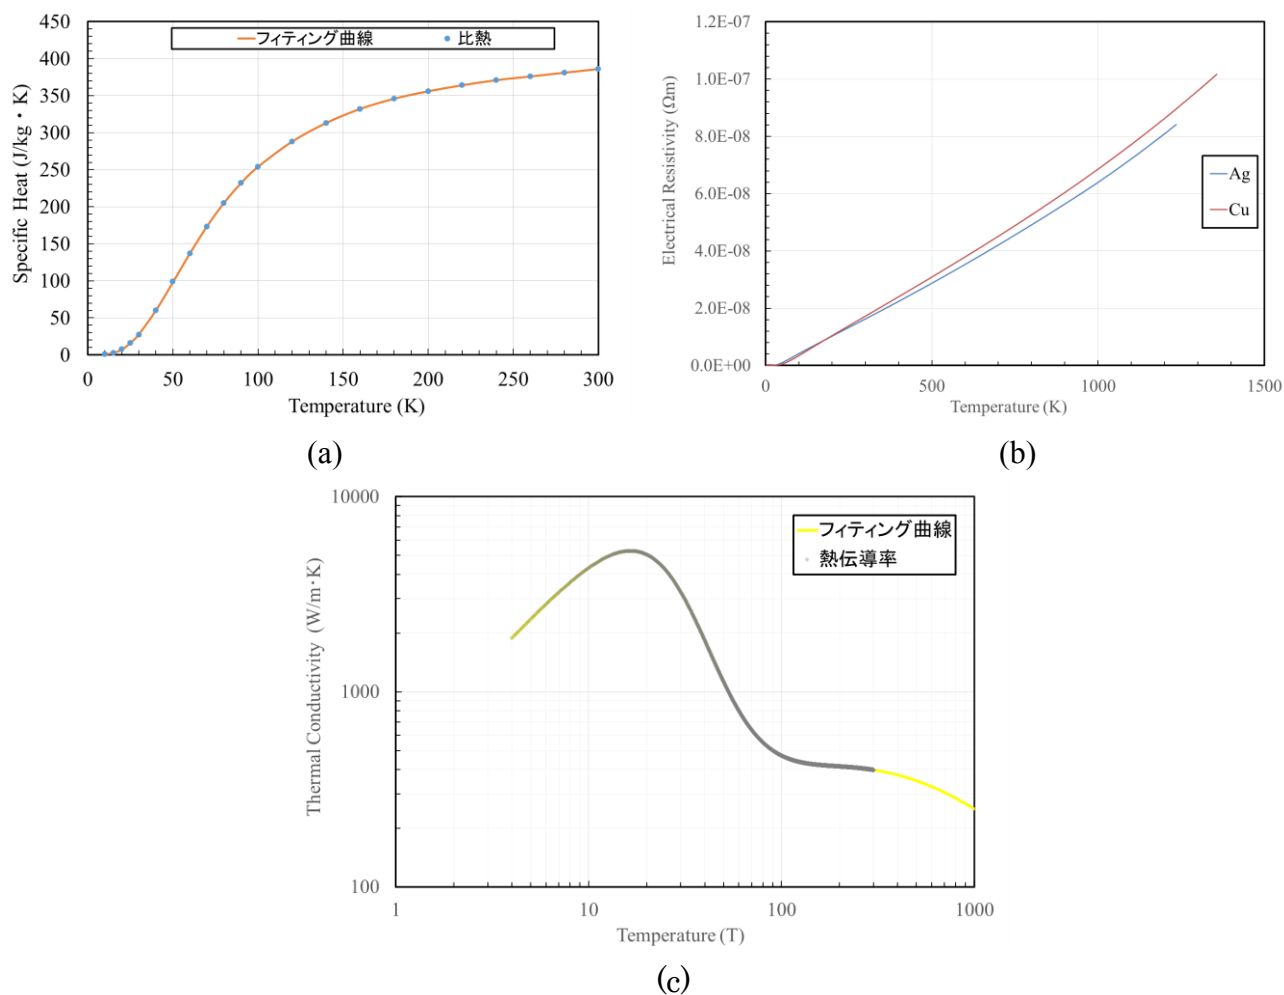 450
400
350
300
250
200
150
100
50
0
Specific Heat (J/kg・K)
フィティング曲線 比熱
0 50 100 150 200 250 300
Temperature (K)
(a)
1.2E-07
1.0E-07
8.0E-08
6.0E-08
4.0E-08
2.0E-08
0.0E+00
Electrical Resistivity (Ωm)
Ag
Cu
0 500 1000 1500
Temperature (K)
(b)
10000
1000
100
Thermal Conductivity (W/m·K)
フィティング曲線
熱伝導率
1 10 100 1000
Temperature (T)
(c)